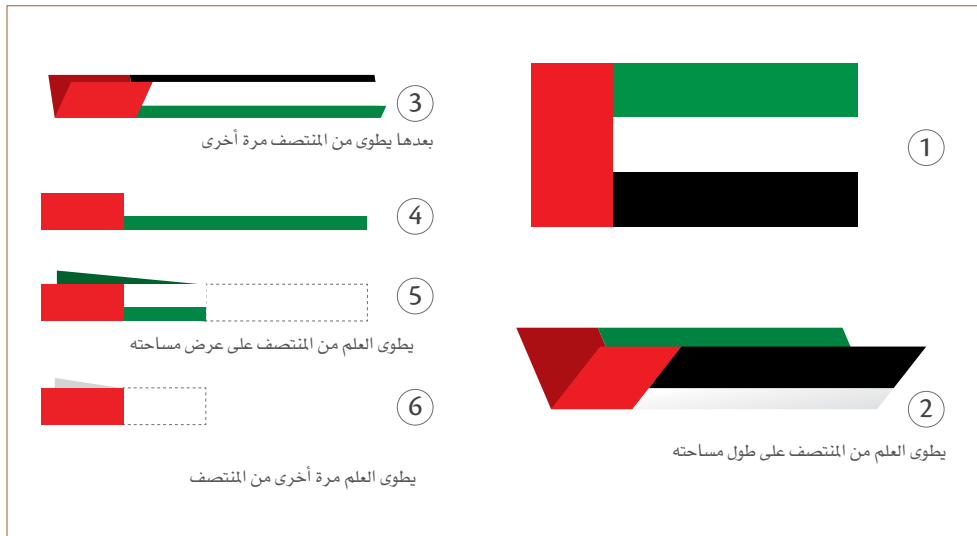 1
2
يطوى العلم من المنتصف على طول مساحته
3
بعدها يطوى من المنتصف مرة أخرى
4
5
يطوى العلم من المنتصف على عرض مساحته
6
يطوى العلم مرة أخرى من المنتصف